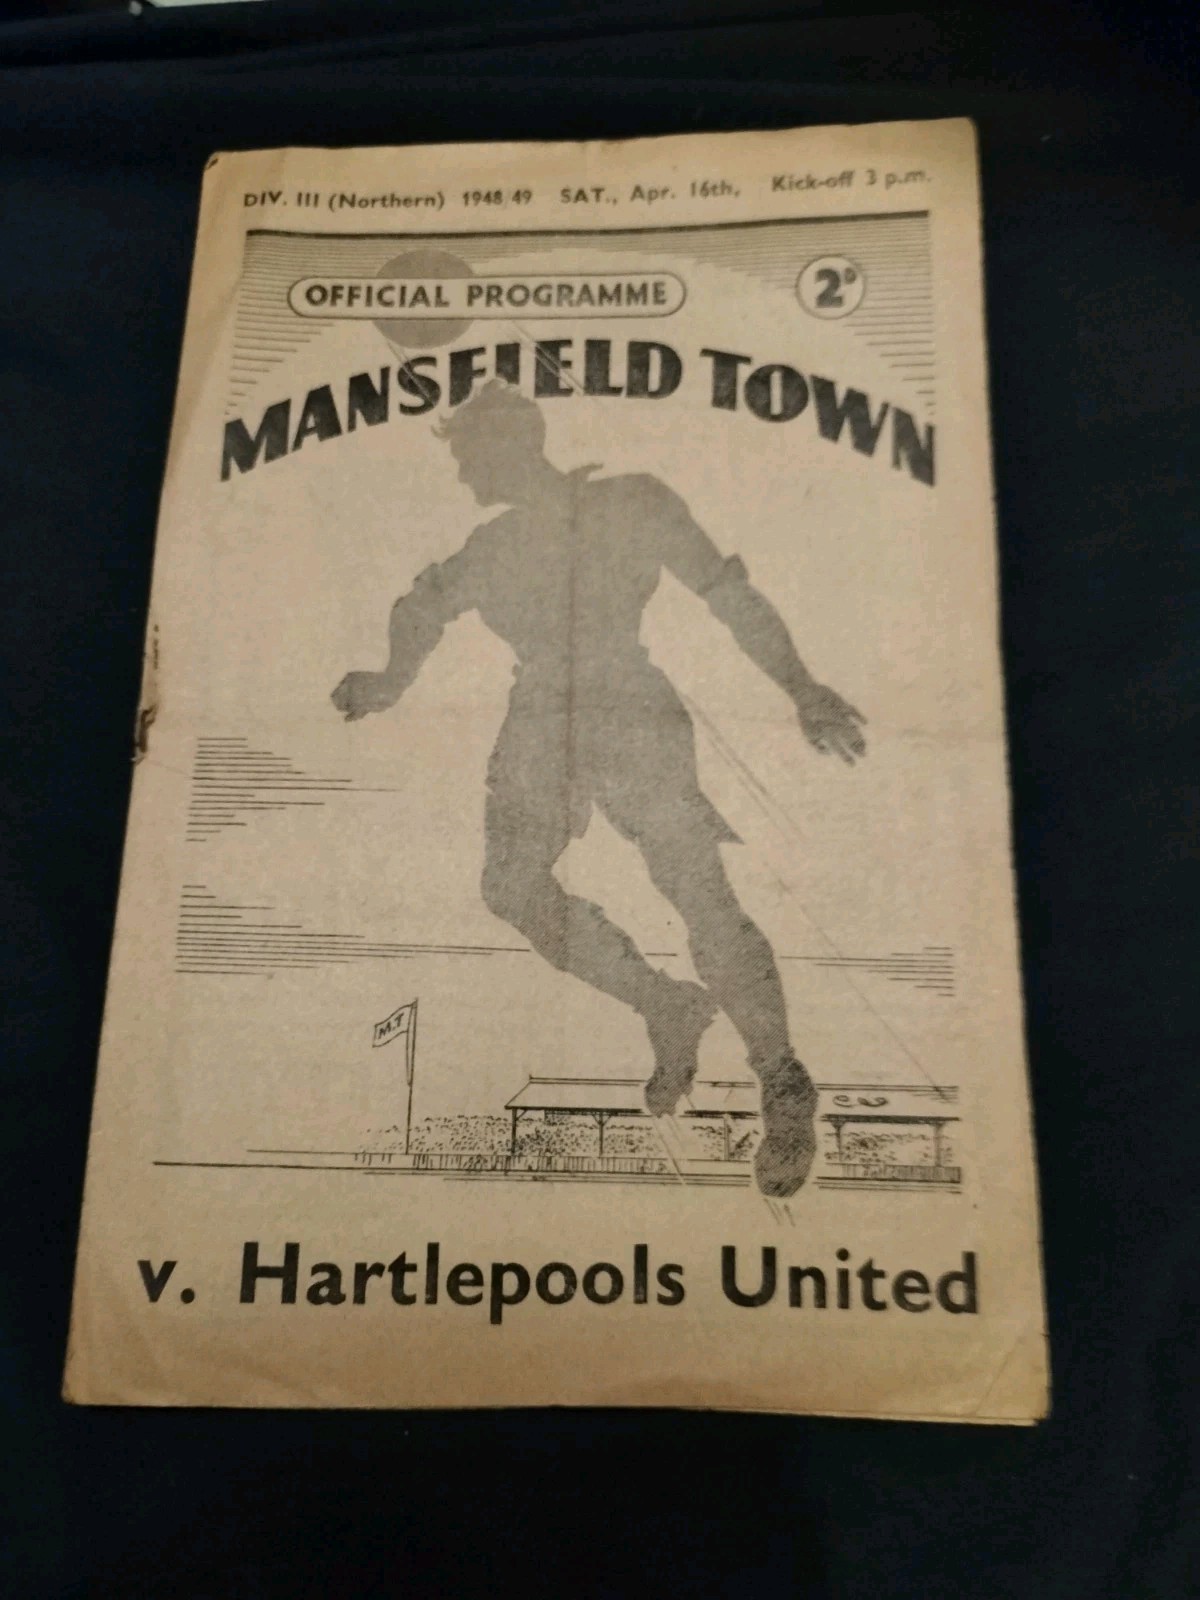 DIV. III (Northern) 1948/49 SAT., Apr. 16th, Kick-off 3 p.m.
OFFICIAL PROGRAMME
2D
MANSFIELD TOWN
M.T
v. Hartlepools United